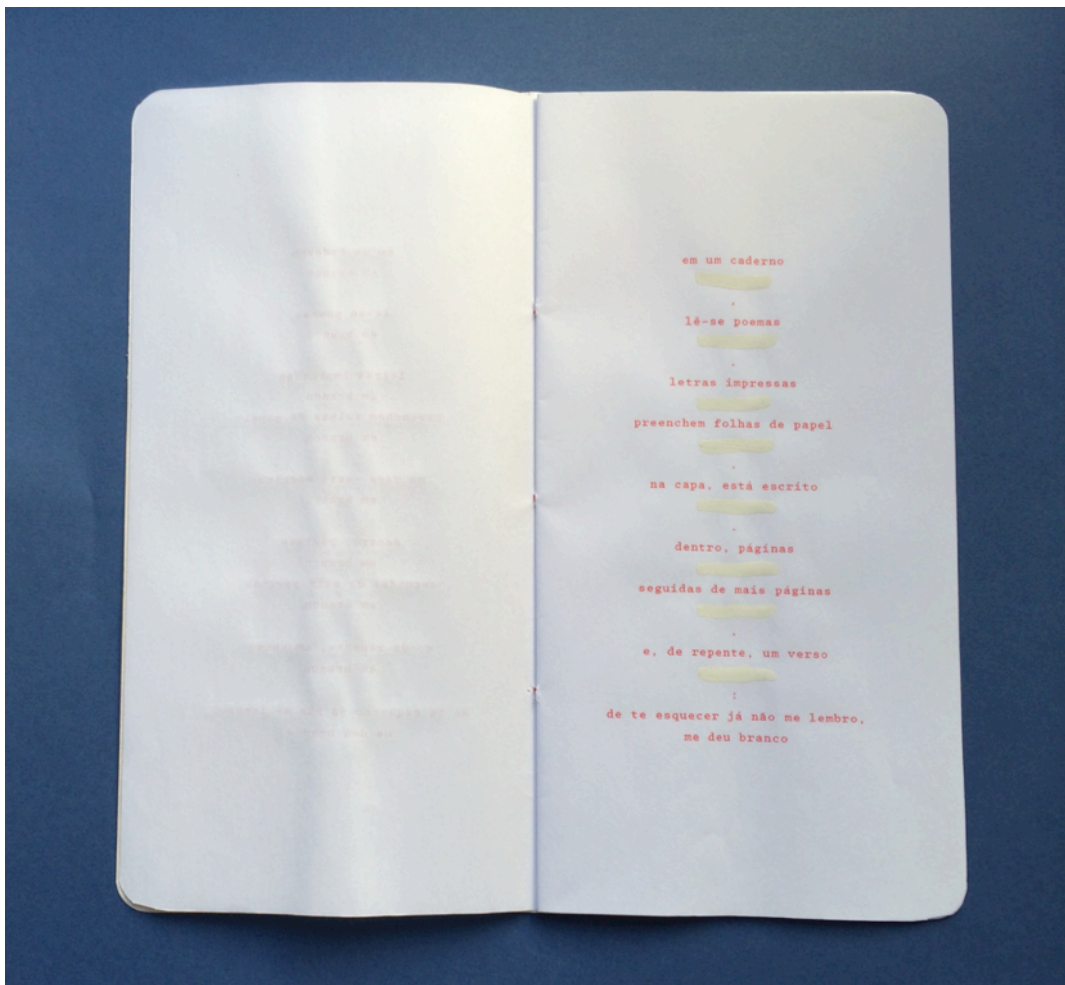 em um caderno
.
lê-se poemas
.
letras impressas
preenchem folhas de papel
.
na capa, está escrito
.
dentro, páginas
seguidas de mais páginas
.
e, de repente, um verso
:
de te esquecer já não me lembro,
me deu branco